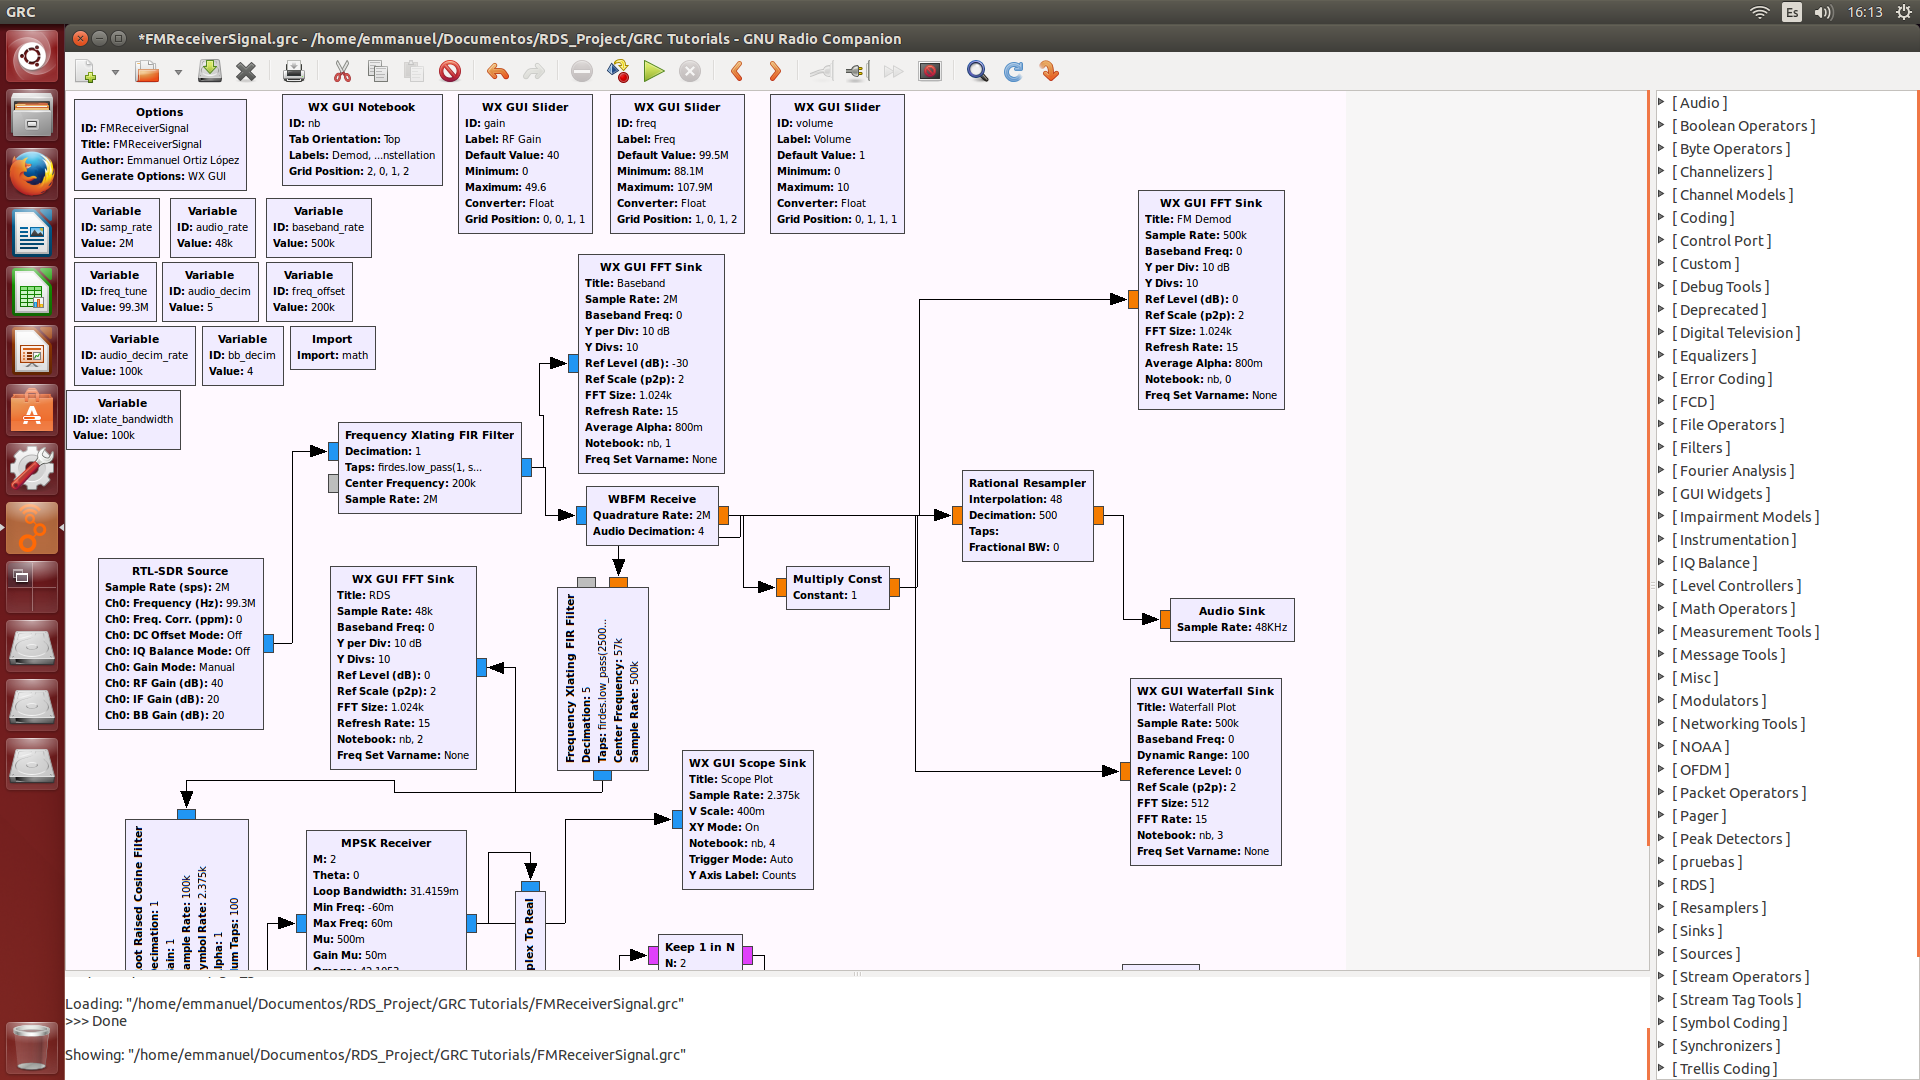 GRC
Es
16:13
*FMReceiverSignal.grc - /home/emmanuel/Documentos/RDS_Project/GRC Tutorials - GNU Radio Companion
Options
ID: FMReceiverSignal
Title: FMReceiverSignal
Author: Emmanuel Ortiz López
Generate Options: WX GUI
WX GUI Notebook
ID: nb
Tab Orientation: Top
Labels: Demod, ...nstellation
Grid Position: 2, 0, 1, 2
WX GUI Slider
ID: gain
Label: RF Gain
Default Value: 40
Minimum: 0
Maximum: 49.6
Converter: Float
Grid Position: 0, 0, 1, 1
WX GUI Slider
ID: freq
Label: Freq
Default Value: 99.5M
Minimum: 88.1M
Maximum: 107.9M
Converter: Float
Grid Position: 1, 0, 1, 2
WX GUI Slider
ID: volume
Label: Volume
Default Value: 1
Minimum: 0
Maximum: 10
Converter: Float
Grid Position: 0, 1, 1, 1
Variable
ID: samp_rate
Value: 2M
Variable
ID: audio_rate
Value: 48k
Variable
ID: baseband_rate
Value: 500k
Variable
ID: freq_tune
Value: 99.3M
Variable
ID: audio_decim
Value: 5
Variable
ID: freq_offset
Value: 200k
Variable
ID: audio_decim_rate
Value: 100k
Variable
ID: bb_decim
Value: 4
Import
Import: math
Variable
ID: xlate_bandwidth
Value: 100k
WX GUI FFT Sink
Title: Baseband
Sample Rate: 2M
Baseband Freq: 0
Y per Div: 10 dB
Y Divs: 10
Ref Level (dB): -30
Ref Scale (p2p): 2
FFT Size: 1.024k
Refresh Rate: 15
Average Alpha: 800m
Notebook: nb, 1
Freq Set Varname: None
WX GUI FFT Sink
Title: FM Demod
Sample Rate: 500k
Baseband Freq: 0
Y per Div: 10 dB
Y Divs: 10
Ref Level (dB): 0
Ref Scale (p2p): 2
FFT Size: 1.024k
Refresh Rate: 15
Average Alpha: 800m
Notebook: nb, 0
Freq Set Varname: None
Frequency Xlating FIR Filter
Decimation: 1
Taps: firdes.low_pass(1, s...
Center Frequency: 200k
Sample Rate: 2M
WBFM Receive
Quadrature Rate: 2M
Audio Decimation: 4
Rational Resampler
Interpolation: 48
Decimation: 500
Taps:
Fractional BW: 0
Multiply Const
Constant: 1
Audio Sink
Sample Rate: 48KHz
RTL-SDR Source
Sample Rate (sps): 2M
Ch0: Frequency (Hz): 99.3M
Ch0: Freq. Corr. (ppm): 0
Ch0: DC Offset Mode: Off
Ch0: IQ Balance Mode: Off
Ch0: Gain Mode: Manual
Ch0: RF Gain (dB): 40
Ch0: IF Gain (dB): 20
Ch0: BB Gain (dB): 20
WX GUI FFT Sink
Title: RDS
Sample Rate: 48k
Baseband Freq: 0
Y per Div: 10 dB
Y Divs: 10
Ref Level (dB): 0
Ref Scale (p2p): 2
FFT Size: 1.024k
Refresh Rate: 15
Notebook: nb, 2
Freq Set Varname: None
Frequency Xlating FIR Filter
Decimation: 5
Taps: firdes.low_pass(2500...
Center Frequency: 57k
Sample Rate: 500k
WX GUI Waterfall Sink
Title: Waterfall Plot
Sample Rate: 500k
Baseband Freq: 0
Dynamic Range: 100
Reference Level: 0
Ref Scale (p2p): 2
FFT Size: 512
FFT Rate: 15
Notebook: nb, 3
Freq Set Varname: None
WX GUI Scope Sink
Title: Scope Plot
Sample Rate: 2.375k
V Scale: 400m
XY Mode: On
Notebook: nb, 4
Trigger Mode: Auto
Y Axis Label: Counts
oot Raised Cosine Filter
ecimation: 1
ain: 1
ample Rate: 100k
ymbol Rate: 2.375k
lpha: 1
um Taps: 100
MPSK Receiver
M: 2
Theta: 0
Loop Bandwidth: 31.4159m
Min Freq: -60m
Max Freq: 60m
Mu: 500m
Gain Mu: 50m
plex To Real
Keep 1 in N
N: 2
Loading: "/home/emmanuel/Documentos/RDS_Project/GRC Tutorials/FMReceiverSignal.grc"
>>> Done
Showing: "/home/emmanuel/Documentos/RDS_Project/GRC Tutorials/FMReceiverSignal.grc"
[ Audio ]
[ Boolean Operators ]
[ Byte Operators ]
[ Channelizers ]
[ Channel Models ]
[ Coding ]
[ Control Port ]
[ Custom ]
[ Debug Tools ]
[ Deprecated ]
[ Digital Television ]
[ Equalizers ]
[ Error Coding ]
[ FCD ]
[ File Operators ]
[ Filters ]
[ Fourier Analysis ]
[ GUI Widgets ]
[ Impairment Models ]
[ Instrumentation ]
[ IQ Balance ]
[ Level Controllers ]
[ Math Operators ]
[ Measurement Tools ]
[ Message Tools ]
[ Misc ]
[ Modulators ]
[ Networking Tools ]
[ NOAA ]
[ OFDM ]
[ Packet Operators ]
[ Pager ]
[ Peak Detectors ]
[ pruebas ]
[ RDS ]
[ Resamplers ]
[ Sinks ]
[ Sources ]
[ Stream Operators ]
[ Stream Tag Tools ]
[ Symbol Coding ]
[ Synchronizers ]
[ Trellis Coding ]